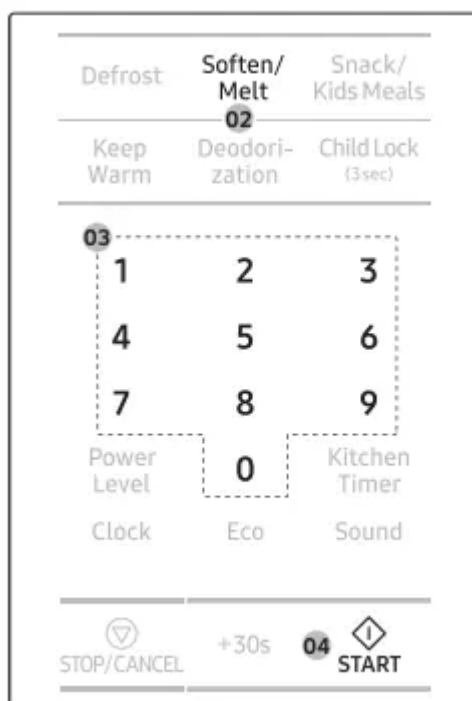 Defrost
Soften/
Melt
Snack/
Kids Meals
02
Keep
Warm
Deodori-
zation
Child Lock
(3 sec)
03
1 2 3
4 5 6
7 8 9
Power
Level
0
Kitchen
Timer
Clock Eco Sound
STOP/CANCEL
+30s
04
START